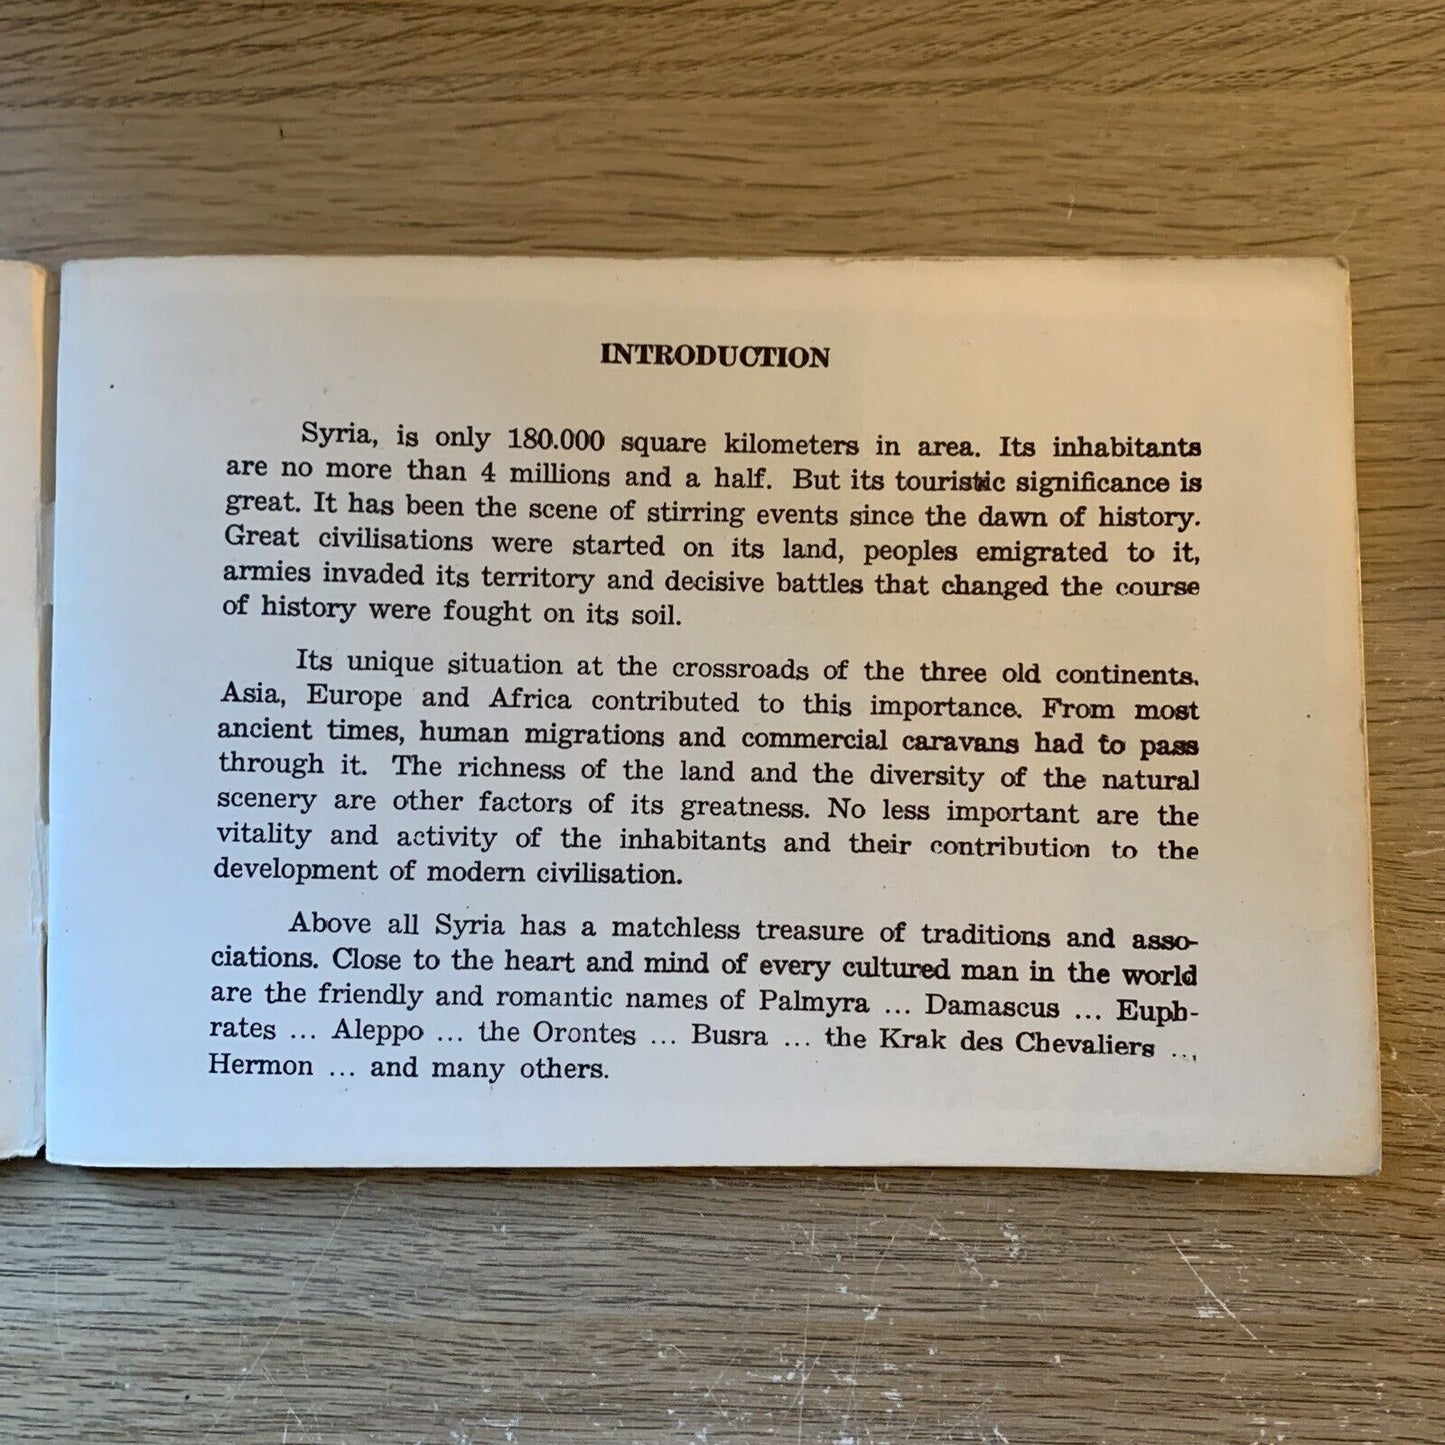 INTRODUCTION
Syria, is only 180.000 square kilometers in area. Its inhabitants
are no more than 4 millions and a half. But its touristic significance is
great. It has been the scene of stirring events since the dawn of history.
Great civilisations were started on its land, peoples emigrated to it,
armies invaded its territory and decisive battles that changed the course
of history were fought on its soil.
Its unique situation at the crossroads of the three old continents.
Asia, Europe and Africa contributed to this importance. From most
ancient times, human migrations and commercial caravans had to pass
through it. The richness of the land and the diversity of the natural
scenery are other factors of its greatness. No less important are the
vitality and activity of the inhabitants and their contribution to the
development of modern civilisation.
Above all Syria has a matchless treasure of traditions and asso-
ciations. Close to the heart and mind of every cultured man in the world
are the friendly and romantic names of Palmyra ... Damascus ... Euph-
rates ... Aleppo ... the Orontes ... Busra ... the Krak des Chevaliers ...
Hermon ... and many others.